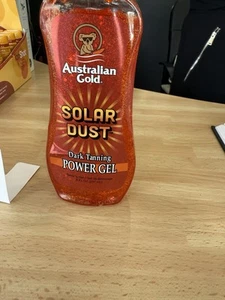 Australian
Gold
SOLAR
DUST
Dark Tanning
POWER GEL